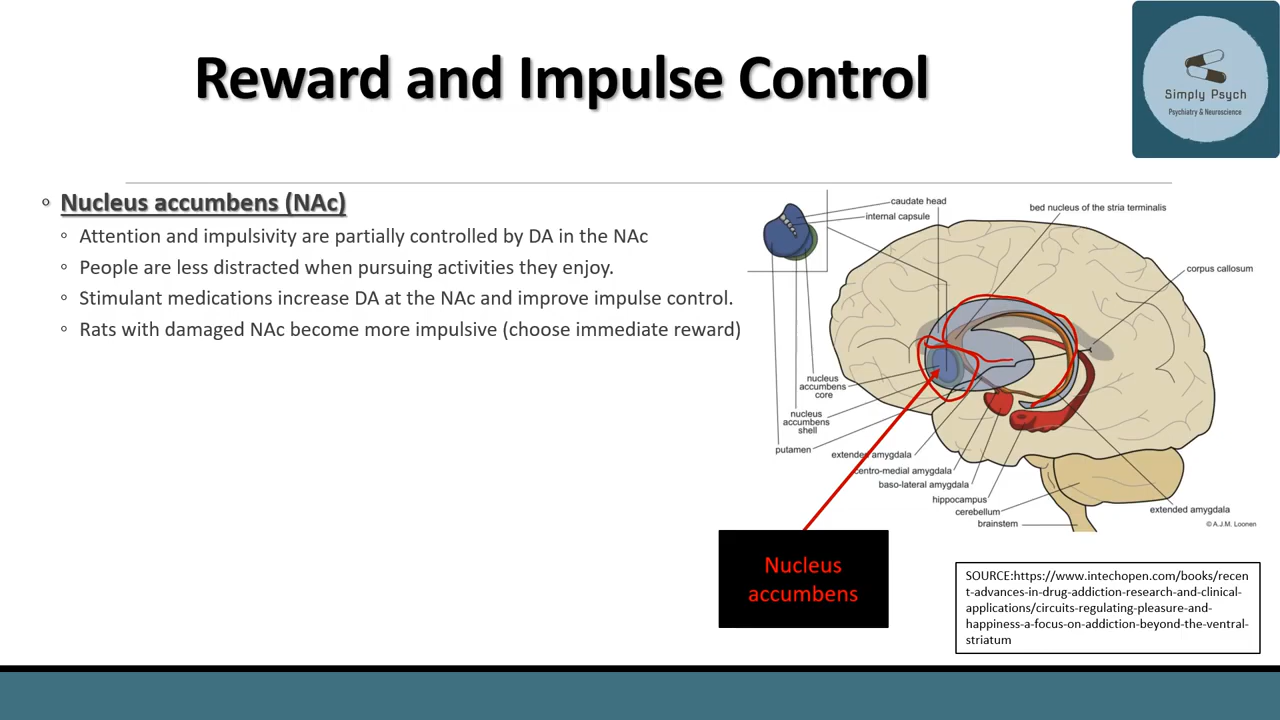 Reward and Impulse Control
Simply Psych
Psychiatry & Neuroscience
◦ Nucleus accumbens (NAc)
◦ Attention and impulsivity are partially controlled by DA in the NAc
◦ People are less distracted when pursuing activities they enjoy.
◦ Stimulant medications increase DA at the NAc and improve impulse control.
◦ Rats with damaged NAc become more impulsive (choose immediate reward)
caudate head
internal capsule
bed nucleus of the stria terminalis
corpus callosum
nucleus
accumbens
core
nucleus
accumbens
shell
putamen
extended amygdala
centro-medial amygdala
baso-lateral amygdala
hippocampus
cerebellum
brainstem
extended amygdala
© A.J.M. Loonen
Nucleus
accumbens
SOURCE:https://www.intechopen.com/books/recen
t-advances-in-drug-addiction-research-and-clinical-
applications/circuits-regulating-pleasure-and-
happiness-a-focus-on-addiction-beyond-the-ventral-
striatum